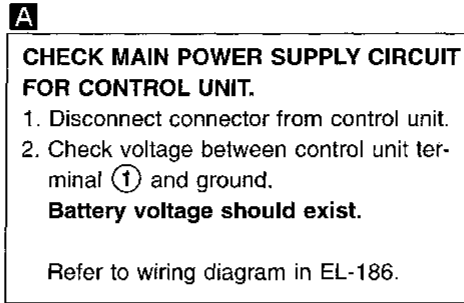 A
CHECK MAIN POWER SUPPLY CIRCUIT
FOR CONTROL UNIT.
1. Disconnect connector from control unit.
2. Check voltage between control unit ter-
minal ① and ground.
Battery voltage should exist.
Refer to wiring diagram in EL-186.